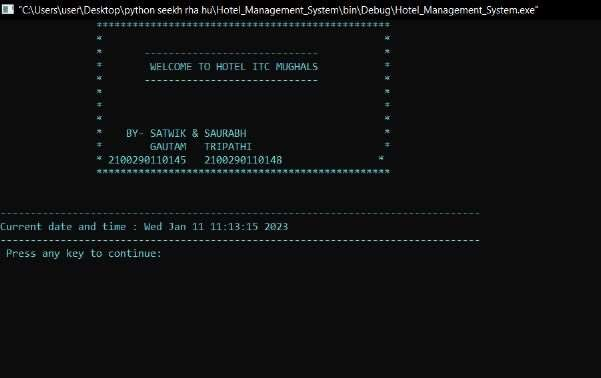 "C:\Users\user\Desktop\python seekh rha hu\Hotel_Management_System\bin\Debug\Hotel_Management_System.exe"
*************************************************
* *
* ----------------------------- *
* WELCOME TO HOTEL ITC MUGHALS *
* ----------------------------- *
* *
* *
* *
* BY- SATWIK & SAURABH *
* GAUTAM TRIPATHI *
* 2100290110145 2100290110148 *
*************************************************
--------------------------------------------------------------------------------
Current date and time : Wed Jan 11 11:13:15 2023
--------------------------------------------------------------------------------
Press any key to continue: